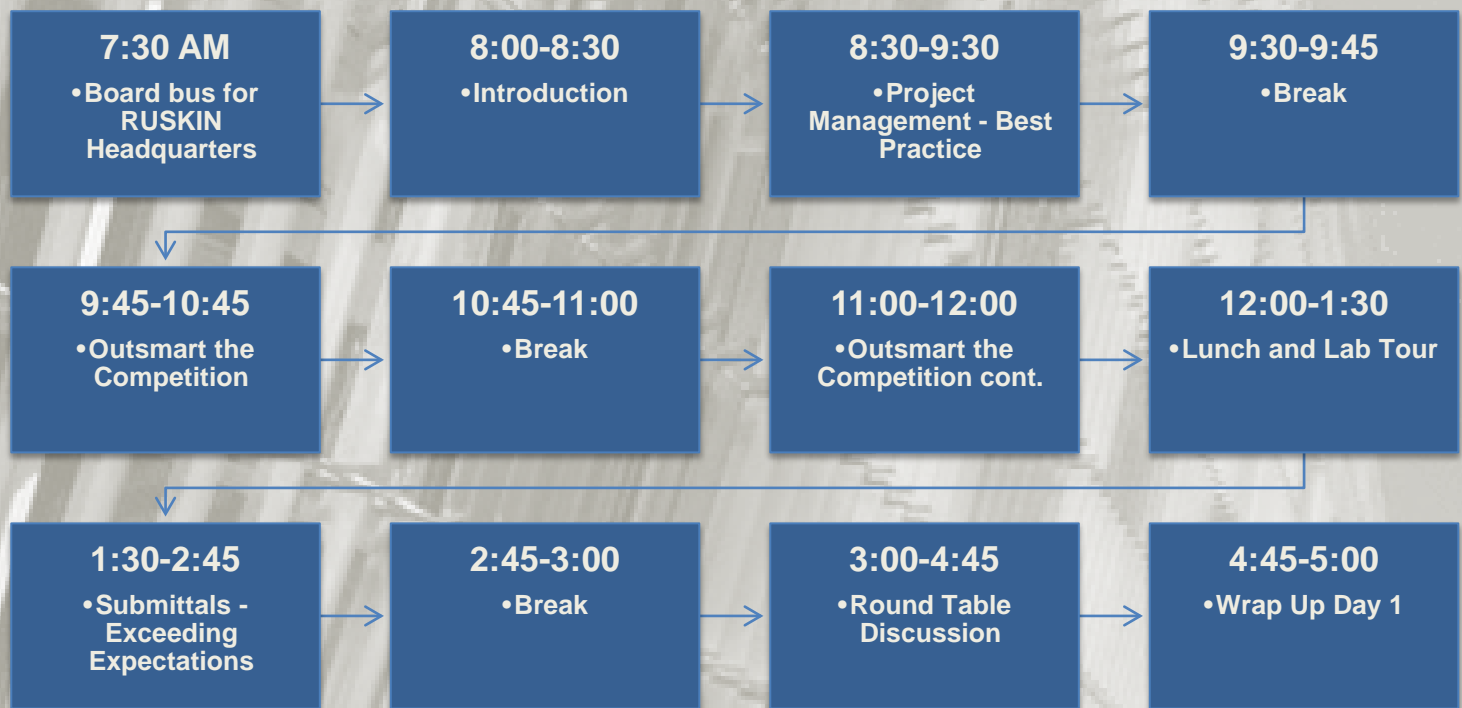 7:30 AM
•Board bus for
RUSKIN
Headquarters
8:00-8:30
•Introduction
8:30-9:30
•Project
Management - Best
Practice
9:30-9:45
•Break
9:45-10:45
•Outsmart the
Competition
10:45-11:00
•Break
11:00-12:00
•Outsmart the
Competition cont.
12:00-1:30
•Lunch and Lab Tour
1:30-2:45
•Submittals -
Exceeding
Expectations
2:45-3:00
•Break
3:00-4:45
•Round Table
Discussion
4:45-5:00
•Wrap Up Day 1